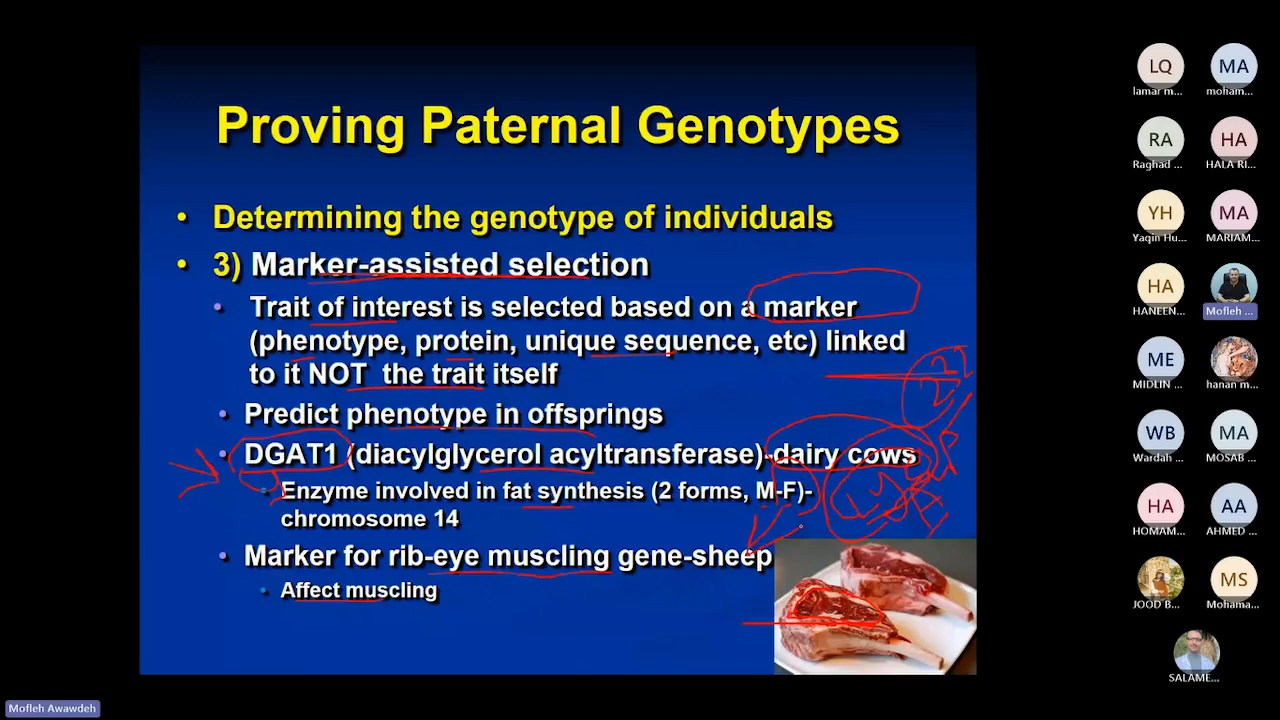 Proving Paternal Genotypes
• Determining the genotype of individuals
• 3) Marker-assisted selection
• Trait of interest is selected based on a marker
(phenotype, protein, unique sequence, etc) linked
to it NOT the trait itself
• Predict phenotype in offsprings
• DGAT1 (diacylglycerol acyltransferase)-dairy cows
• Enzyme involved in fat synthesis (2 forms, M-F)-
chromosome 14
• Marker for rib-eye muscling gene-sheep
• Affect muscling
LQ MA
lamar m... moham...
RA HA
Raghad ... HALA RI...
YH MA
Yaqin Hu... MARIAM...
HA
HANEEN... Mofleh ...
ME
MIDLIN ... hanan m...
WB MA
Wardah ... MOSAB ...
HA AA
HOMAM... AHMED ...
MS
JOOD B... Mohama...
SALAME...
Mofleh Awawdeh